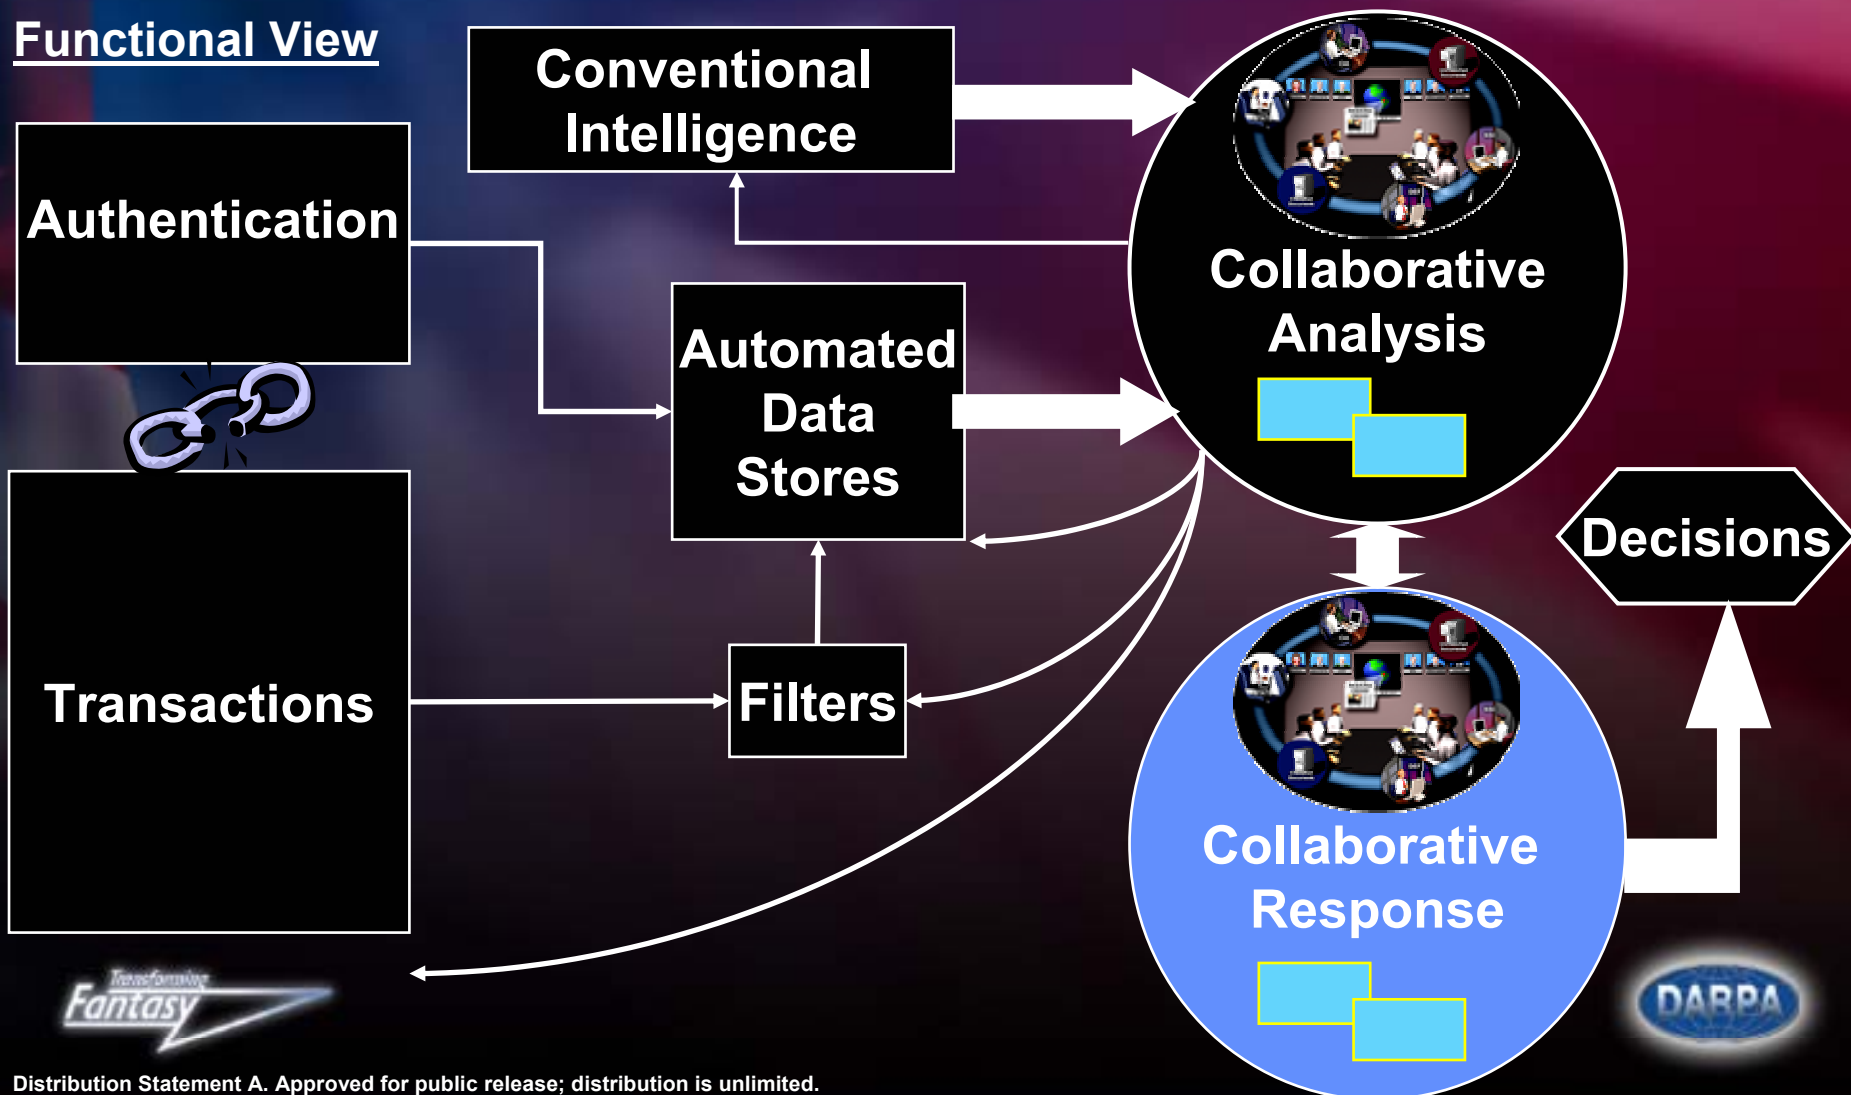 Functional View
Conventional
Intelligence
Authentication
Automated
Data
Stores
Collaborative
Analysis
Decisions
Transactions
Filters
Collaborative
Response
Transforming
Fantasy
DARPA
Distribution Statement A. Approved for public release; distribution is unlimited.